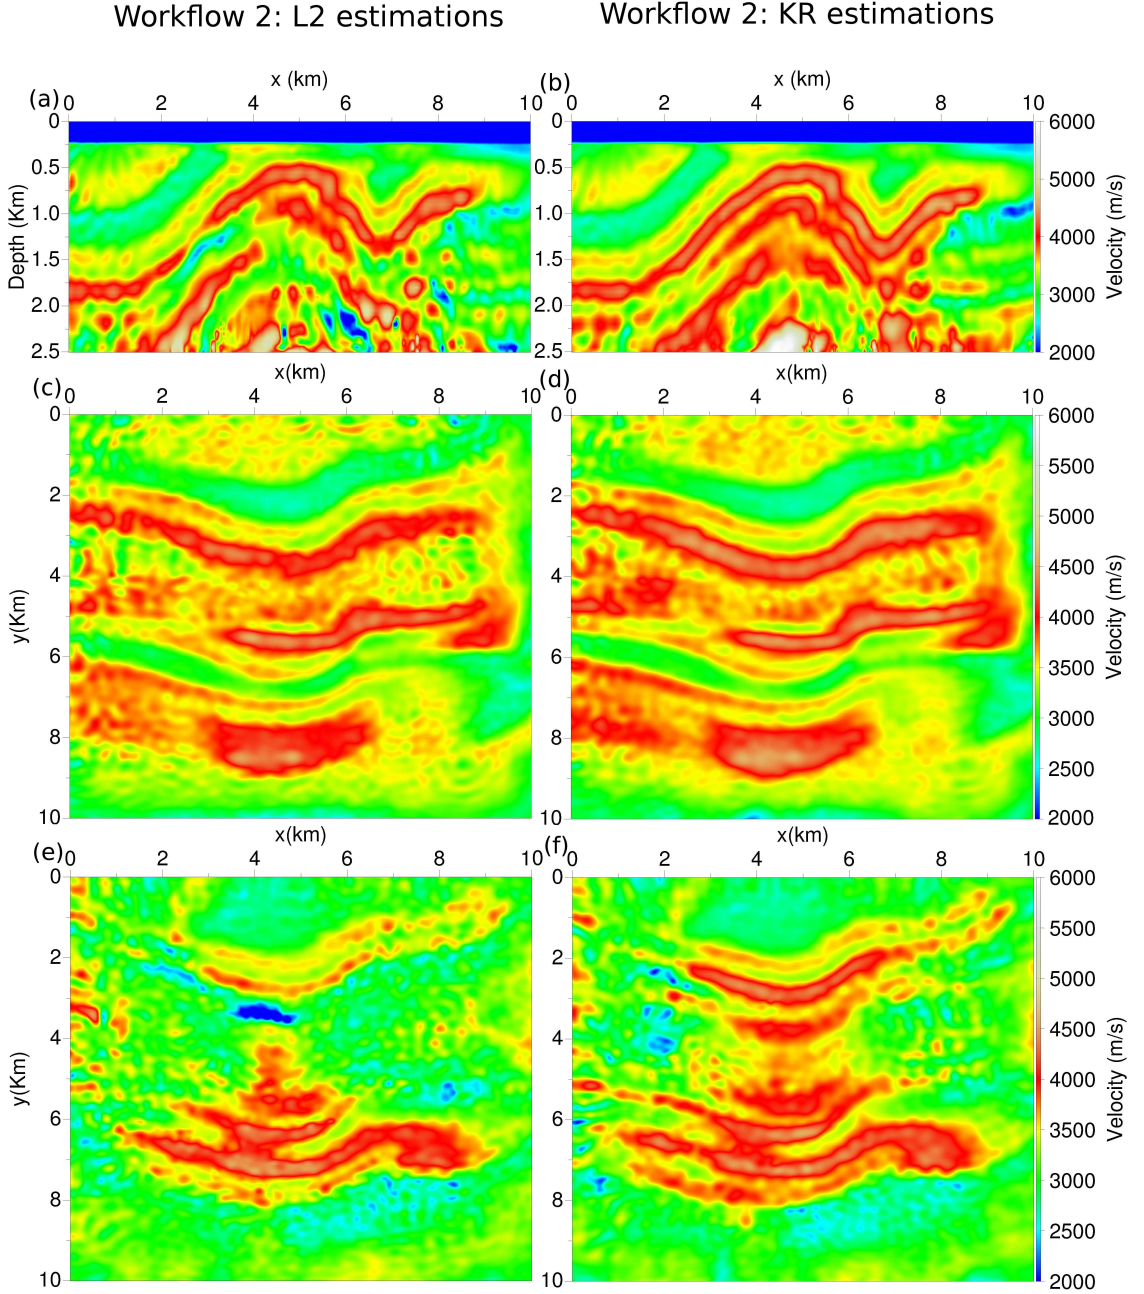 Workflow 2: L2 estimations
Workflow 2: KR estimations
x (km)
x (km)
(a) 0 2 4 6 8 10
(b) 0 2 4 6 8 10
0
0.5
1.0
1.5
2.0
2.5
Depth (Km)
0
0.5
1.0
1.5
2.0
2.5
6000
5000
4000
3000
2000
Velocity (m/s)
x(km)
x(km)
(c) 0 2 4 6 8 10
(d) 0 2 4 6 8 10
0
2
4
6
8
10
y(Km)
0
2
4
6
8
10
6000
5500
5000
4500
4000
3500
3000
2500
2000
Velocity (m/s)
x(km)
x(km)
(e) 0 2 4 6 8 10
(f) 0 2 4 6 8 10
0
2
4
6
8
10
y(Km)
0
2
4
6
8
10
6000
5500
5000
4500
4000
3500
3000
2500
2000
Velocity (m/s)